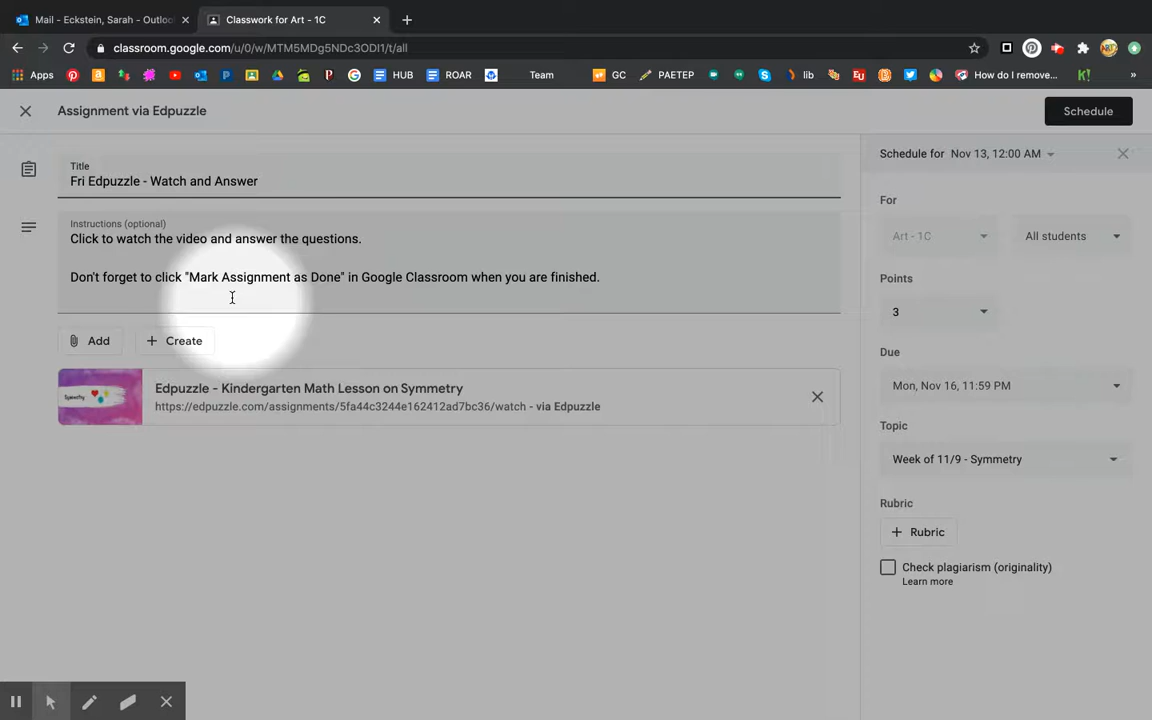 Mail - Eckstein, Sarah - Outlo
Classwork for Art - 1C
classroom.google.com/u/0/w/MTM5MDg5NDc3ODI1/t/all
Apps
HUB
ROAR
Team
GC
PAETEP
lib
How do I remove...
Assignment via Edpuzzle
Schedule
Title
Fri Edpuzzle - Watch and Answer
Schedule for Nov 13, 12:00 AM
For
Art - 1C
All students
Instructions (optional)
Click to watch the video and answer the questions.
Don't forget to click "Mark Assignment as Done" in Google Classroom when you are finished.
Points
3
Add
Create
Due
Mon, Nov 16, 11:59 PM
Symmetry
Edpuzzle - Kindergarten Math Lesson on Symmetry
https://edpuzzle.com/assignments/5fa44c3244e162412ad7bc36/watch - via Edpuzzle
Topic
Week of 11/9 - Symmetry
Rubric
+ Rubric
Check plagiarism (originality)
Learn more